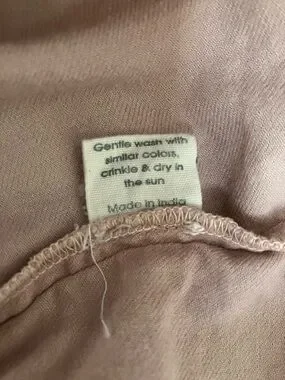 Gentle wash with
similar colors,
crinkle & dry in
the sun
Made in India